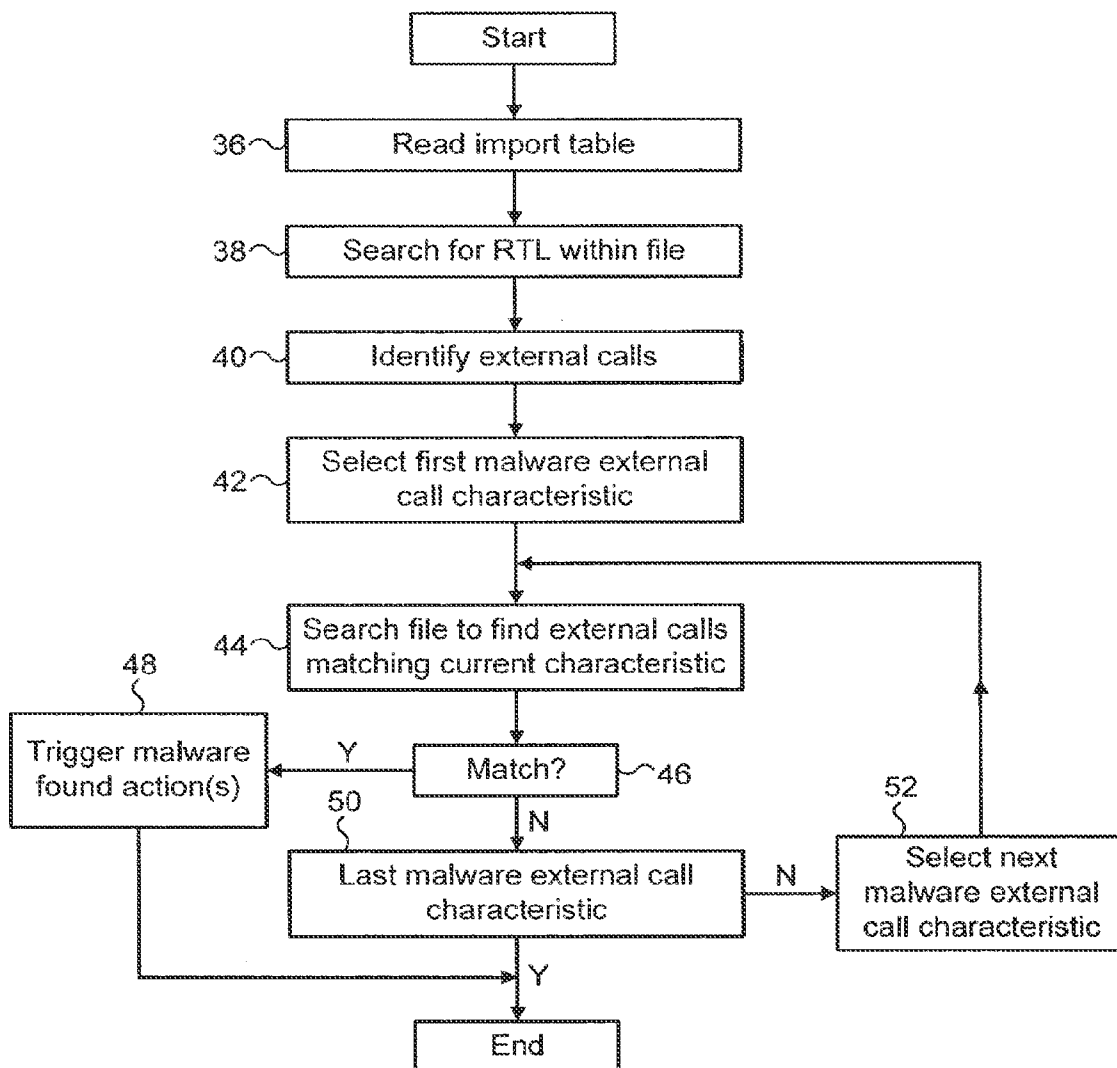 Start
36
Read import table
38
Search for RTL within file
40
Identify external calls
42
Select first malware external
call characteristic
44
Search file to find external calls
matching current characteristic
48
Trigger malware
found action(s)
Y
Match?
46
N
50
Last malware external call
characteristic
N
52
Select next
malware external
call characteristic
Y
End